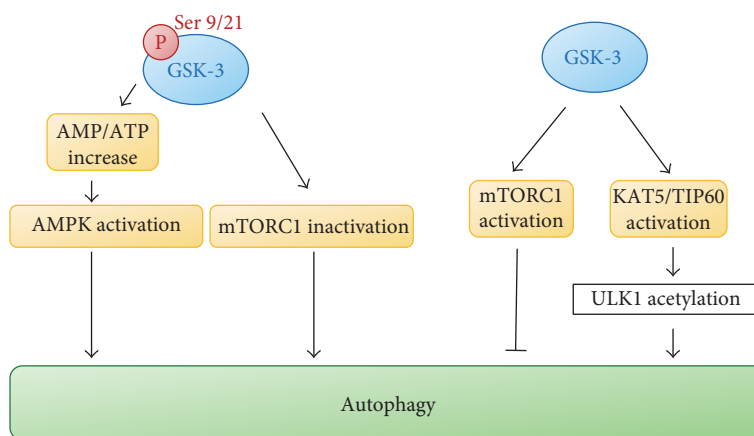 Ser 9/21
P
GSK-3
GSK-3
AMP/ATP
increase
AMPK activation
mTORC1 inactivation
mTORC1
activation
KAT5/TIP60
activation
ULK1 acetylation
Autophagy